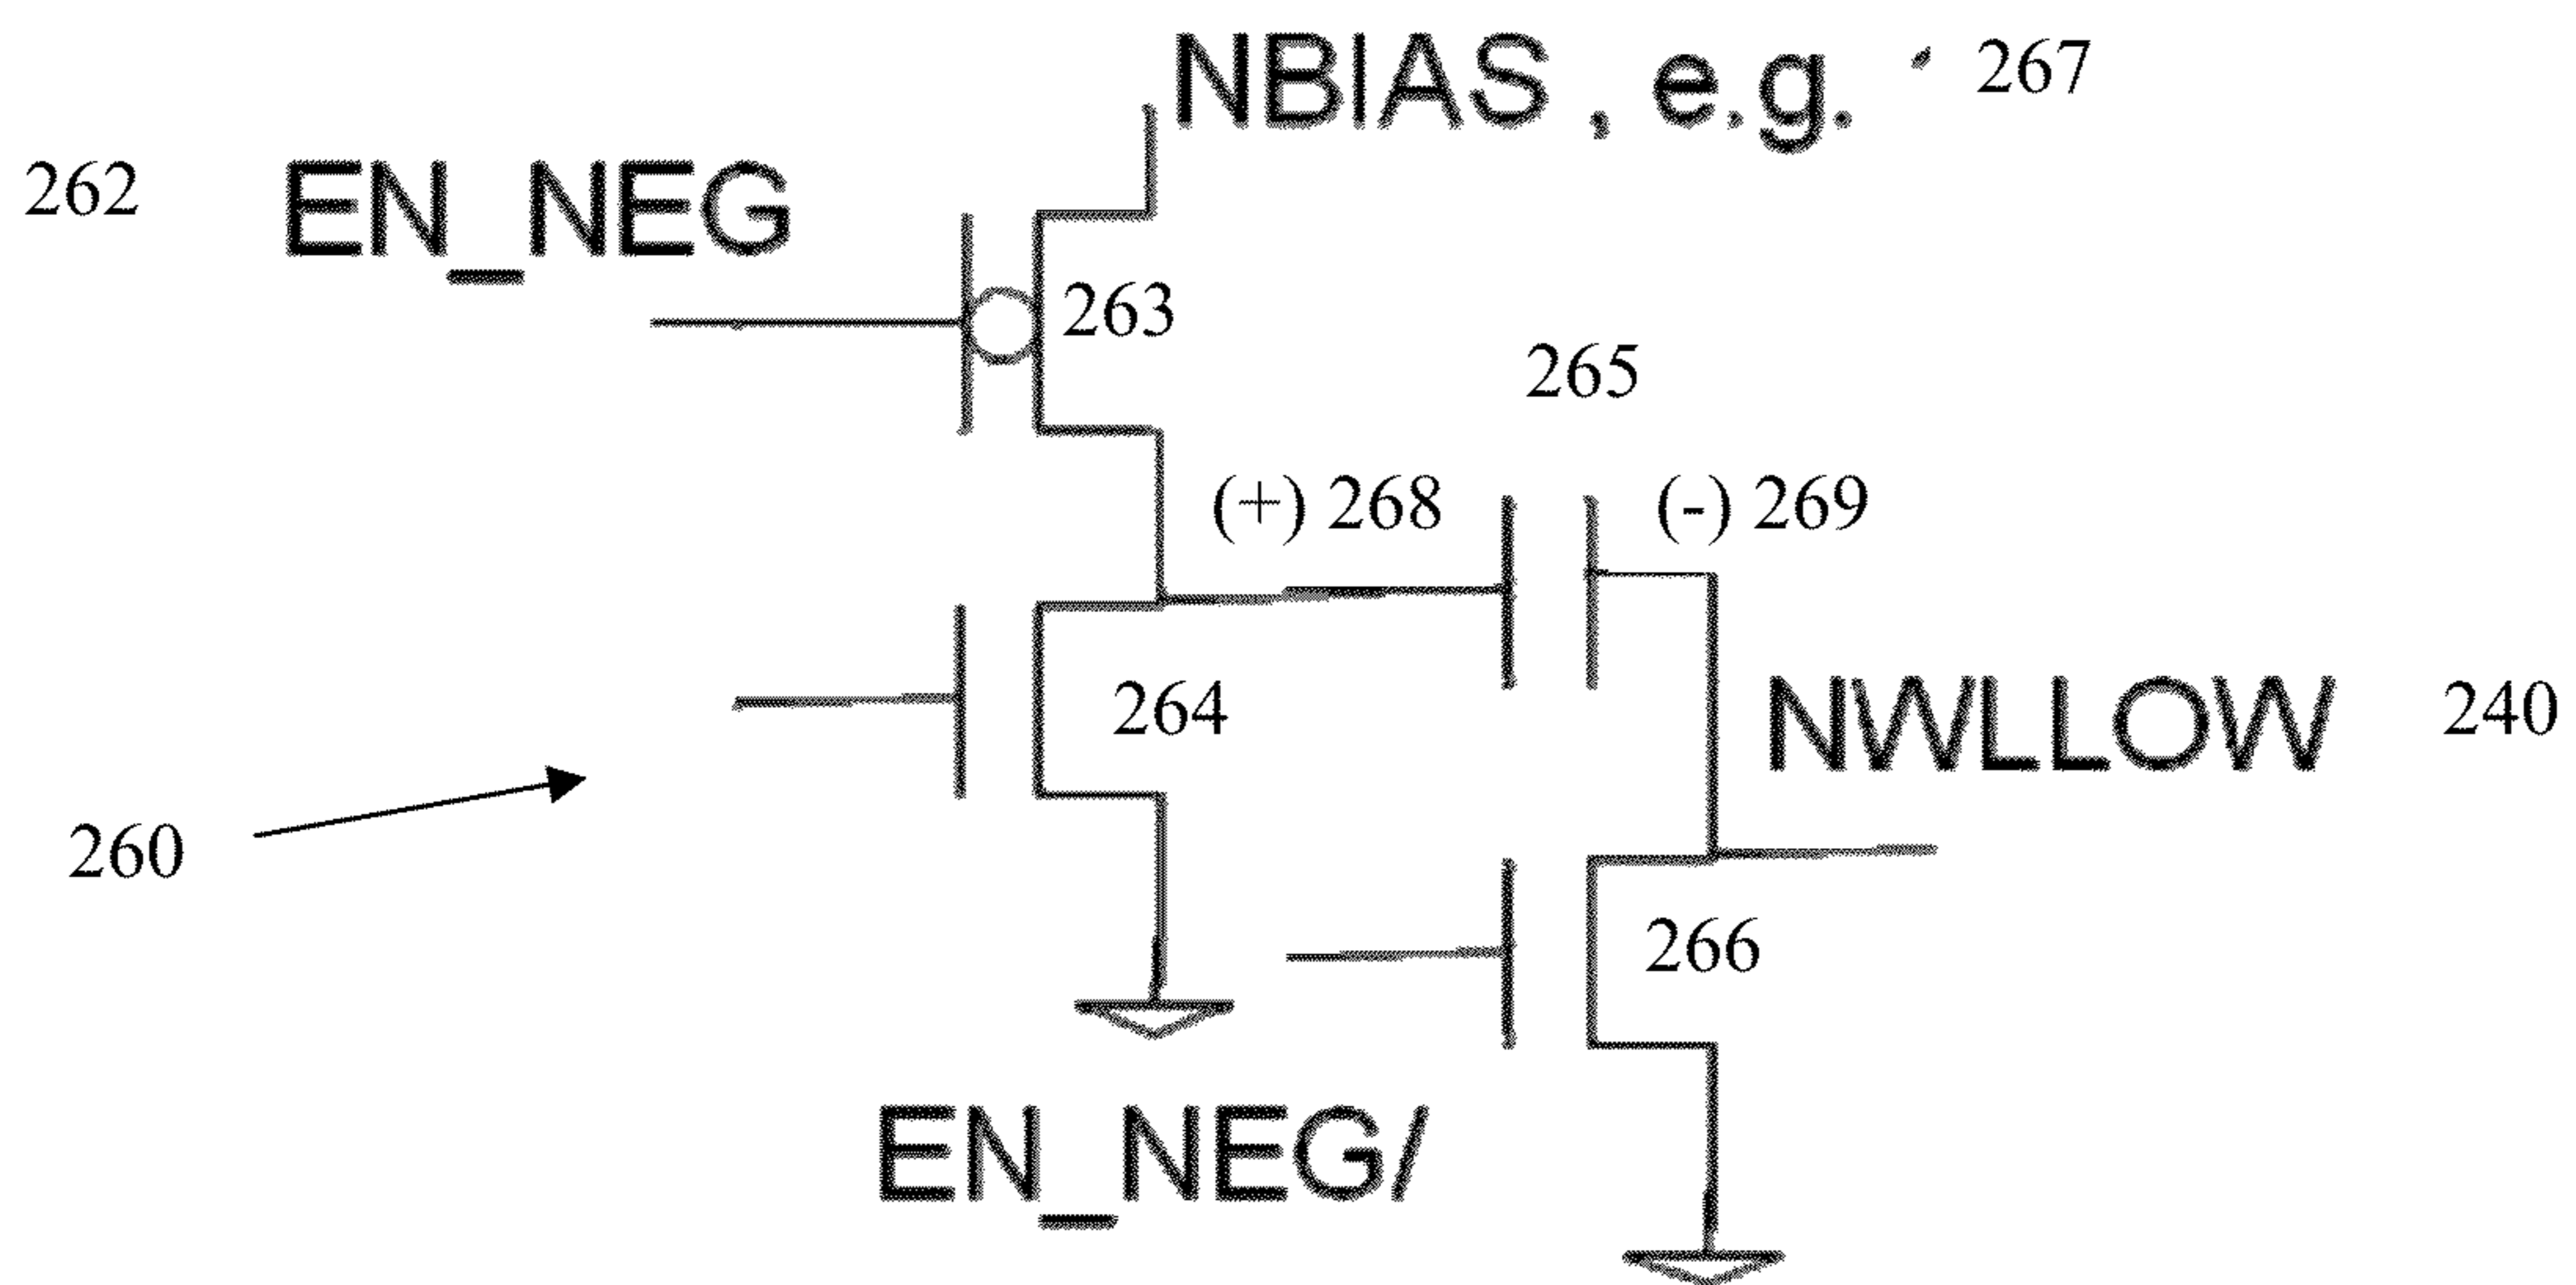 NBIAS , e.g. 267
262 EN_NEG
263
265
(+) 268 (-) 269
264 NWLLOW 240
260
266
EN_NEG/